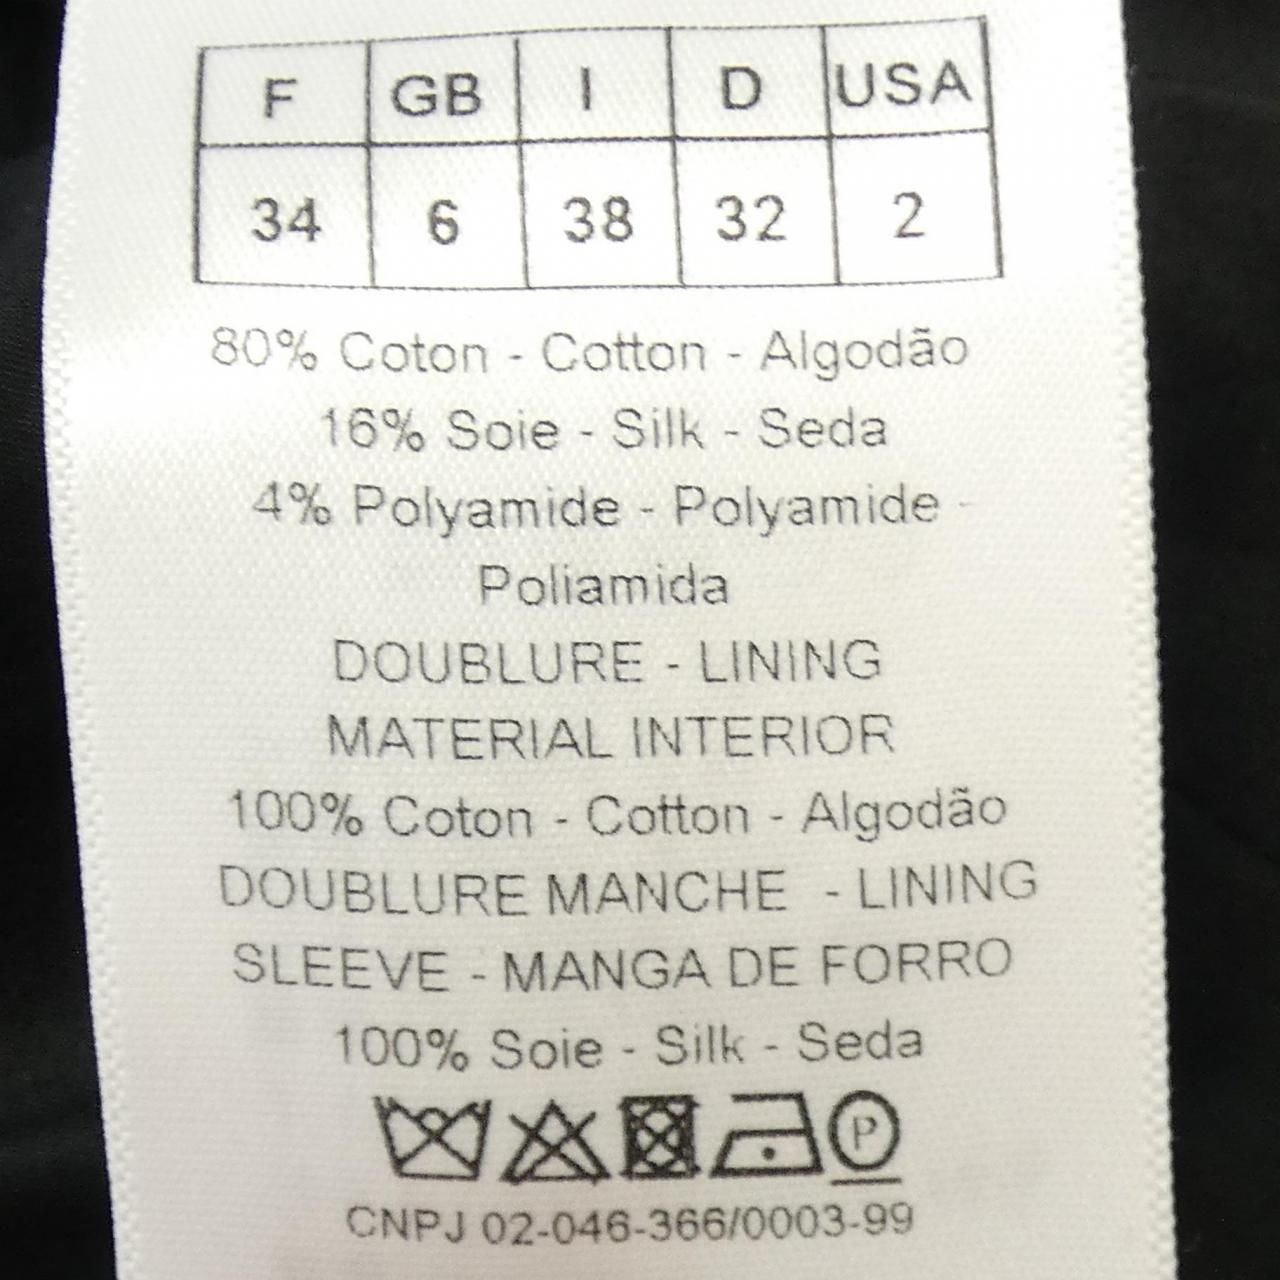 F GB I D USA
34 6 38 32 2
80% Coton - Cotton - Algodão
16% Soie - Silk - Seda
4% Polyamide - Polyamide -
Poliamida
DOUBLURE - LINING
MATERIAL INTERIOR
100% Coton - Cotton - Algodão
DOUBLURE MANCHE - LINING
SLEEVE - MANGA DE FORRO
100% Soie - Silk - Seda
P
CNPJ 02-046-366/0003-99